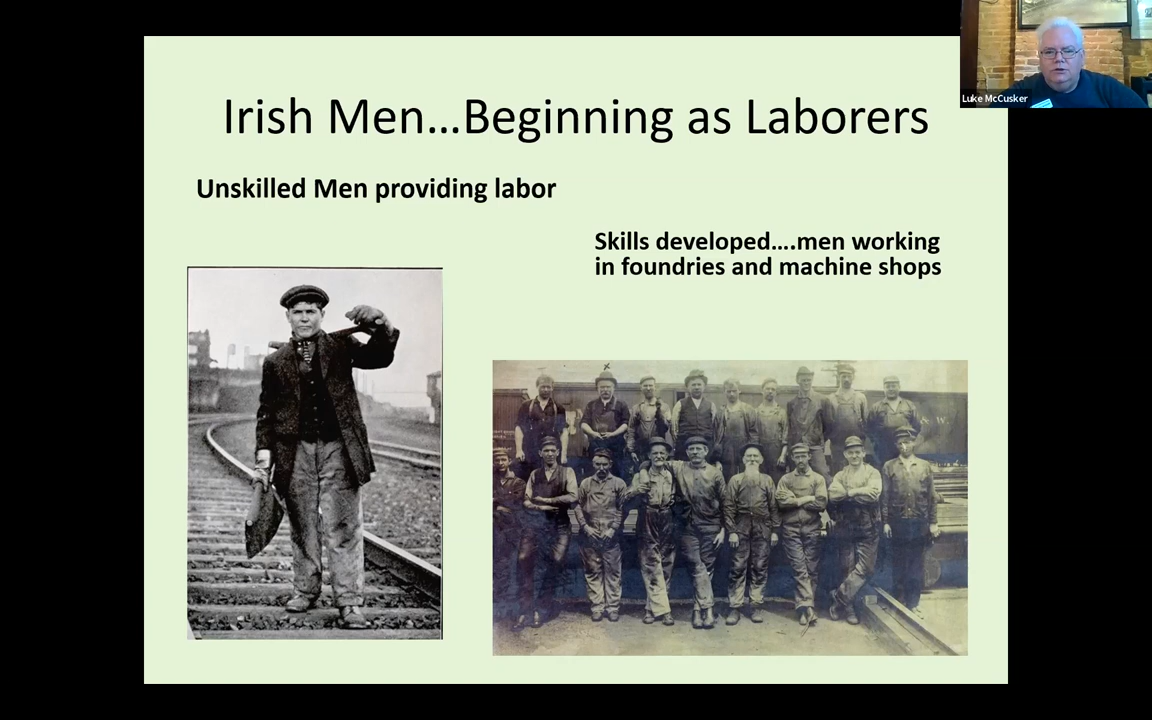 Luke McCusker
Irish Men...Beginning as Laborers
Unskilled Men providing labor
Skills developed....men working
in foundries and machine shops
& W.